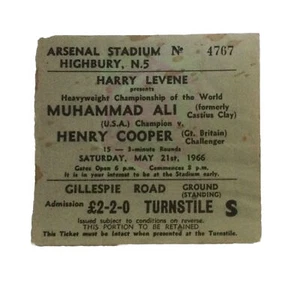 ARSENAL STADIUM Nº 4767
HIGHBURY, N.5
HARRY LEVENE
presents
Heavyweight Championship of the World
MUHAMMAD ALI (formerly Cassius Clay)
(U.S.A.) Champion v.
HENRY COOPER (Gt. Britain) Challenger
15 — 3-minute Rounds
SATURDAY, MAY 21st, 1966
Gates Open 6 p.m. Commences 8 p.m.
It is in your interest to be at the Stadium early.
GILLESPIE ROAD GROUND (STANDING)
Admission £2-2-0 TURNSTILE S
Issued subject to conditions on reverse.
THIS PORTION TO BE RETAINED
This Ticket must be intact when presented at the Turnstile.